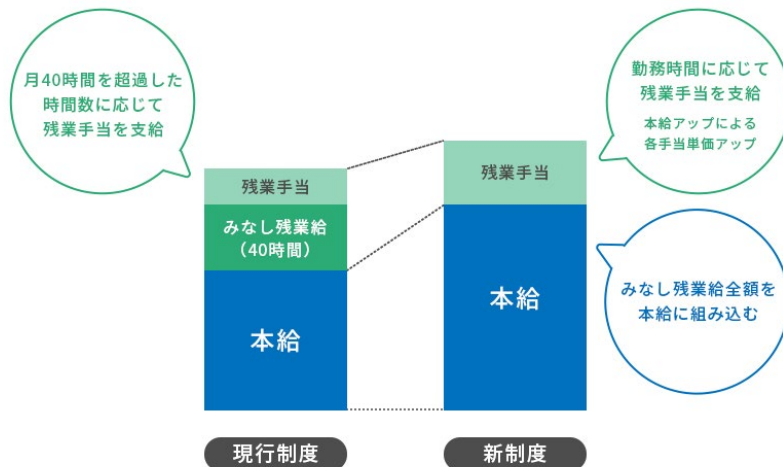 月40時間を超過した
時間数に応じて
残業手当を支給
勤務時間に応じて
残業手当を支給
本給アップによる
各手当単価アップ
残業手当
みなし残業給
（40時間）
本給
残業手当
本給
みなし残業給全額を
本給に組み込む
現行制度
新制度